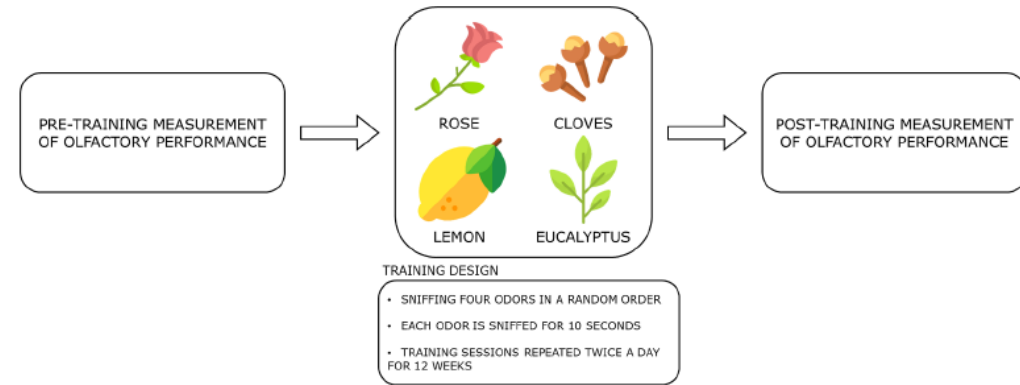 PRE-TRAINING MEASUREMENT
OF OLFACTORY PERFORMANCE
ROSE
CLOVES
LEMON
EUCALYPTUS
POST-TRAINING MEASUREMENT
OF OLFACTORY PERFORMANCE
TRAINING DESIGN
• SNIFFING FOUR ODORS IN A RANDOM ORDER
• EACH ODOR IS SNIFFED FOR 10 SECONDS
• TRAINING SESSIONS REPEATED TWICE A DAY
FOR 12 WEEKS